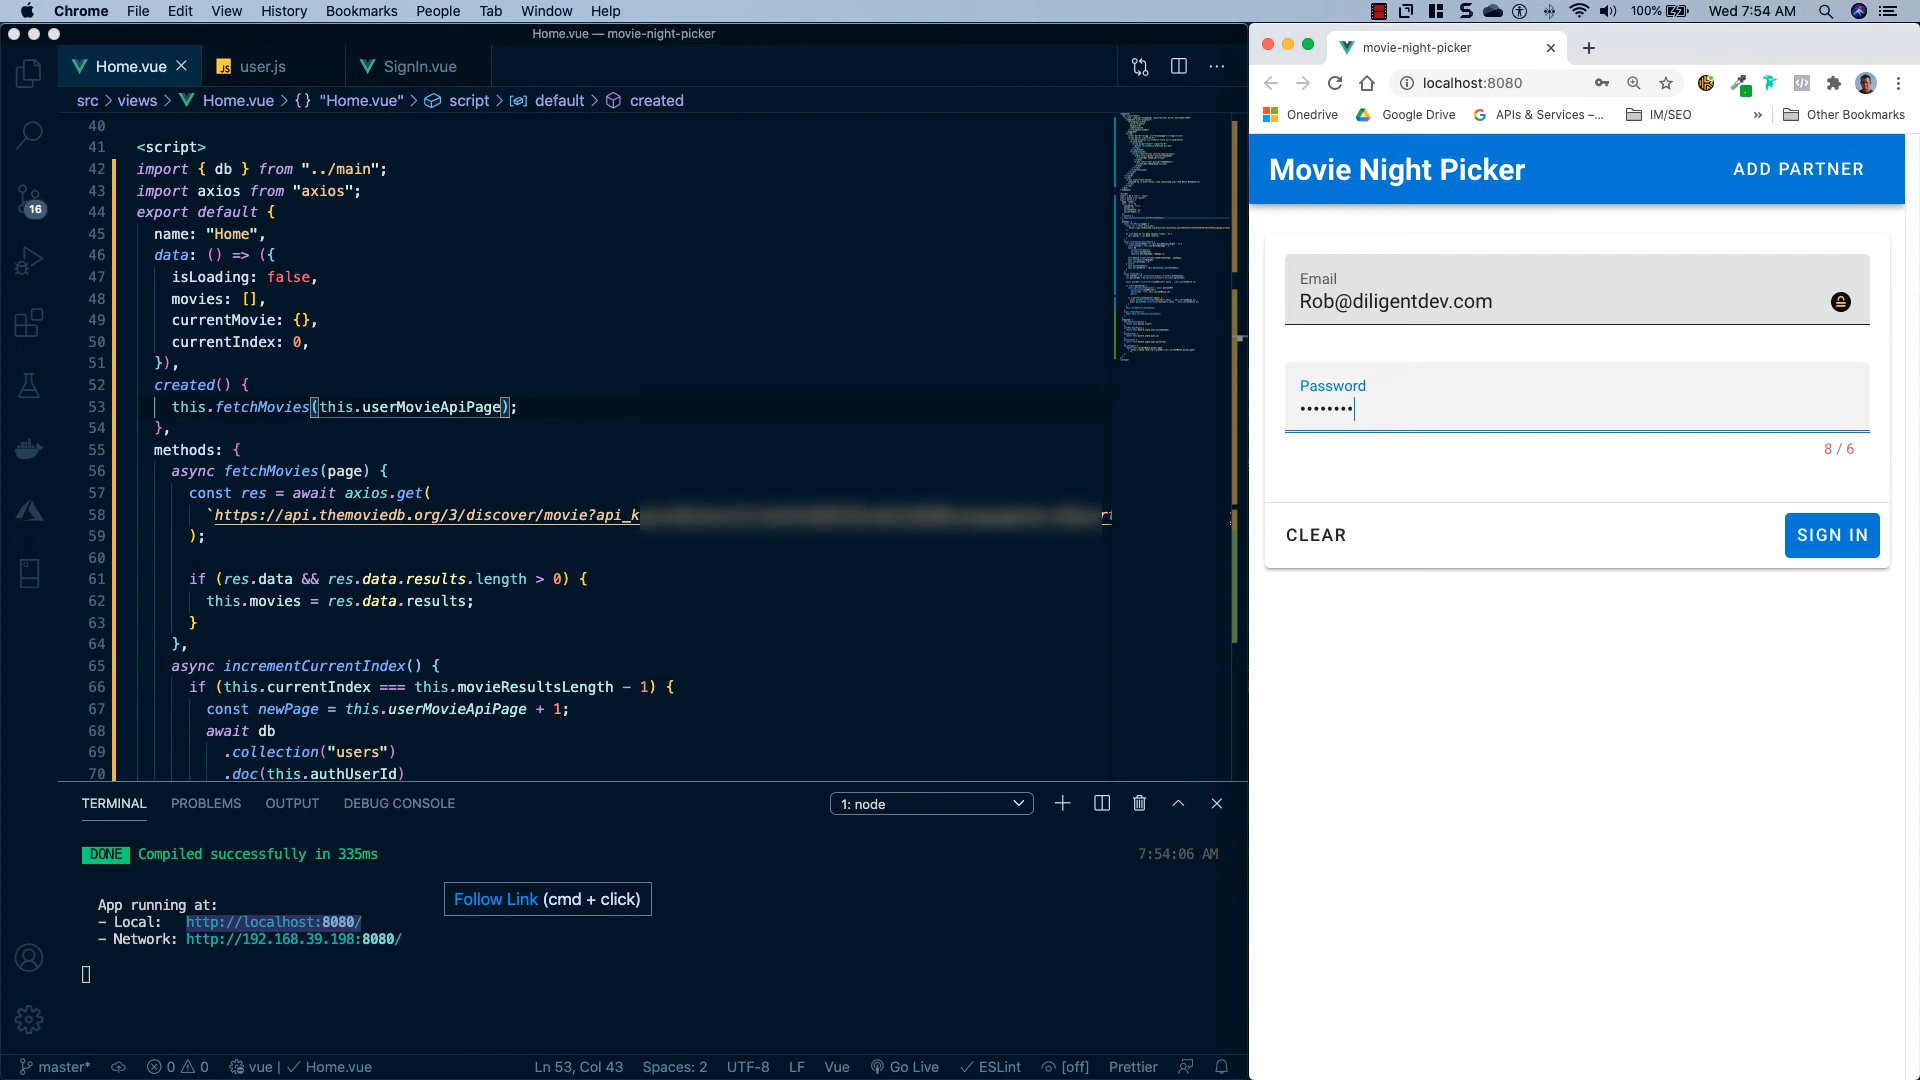 Chrome File Edit View History Bookmarks People Tab Window Help
100% Wed 7:54 AM
Home.vue — movie-night-picker
Home.vue
JS user.js
SignIn.vue
src > views > Home.vue > {} "Home.vue" > script > default > created
16
40
41 <script>
42 import { db } from "../main";
43 import axios from "axios";
44 export default {
45 name: "Home",
46 data: () => ({
47 isLoading: false,
48 movies: [],
49 currentMovie: {},
50 currentIndex: 0,
51 }),
52 created() {
53 this.fetchMovies(this.userMovieApiPage);
54 },
55 methods: {
56 async fetchMovies(page) {
57 const res = await axios.get(
58 `https://api.themoviedb.org/3/discover/movie?api_k
59 );
60
61 if (res.data && res.data.results.length > 0) {
62 this.movies = res.data.results;
63 }
64 },
65 async incrementCurrentIndex() {
66 if (this.currentIndex === this.movieResultsLength - 1) {
67 const newPage = this.userMovieApiPage + 1;
68 await db
69 .collection("users")
70 .doc(this.authUserId)
TERMINAL PROBLEMS OUTPUT DEBUG CONSOLE
1: node
DONE Compiled successfully in 335ms
7:54:06 AM
App running at:
- Local: http://localhost:8080/
- Network: http://192.168.39.198:8080/
Follow Link (cmd + click)
master* 0 0 vue | Home.vue
Ln 53, Col 43 Spaces: 2 UTF-8 LF Vue Go Live ESLint [off] Prettier
movie-night-picker
localhost:8080
Onedrive Google Drive APIs & Services –... IM/SEO » Other Bookmarks
Movie Night Picker
ADD PARTNER
Email
Rob@diligentdev.com
Password
••••••••
8 / 6
CLEAR
SIGN IN